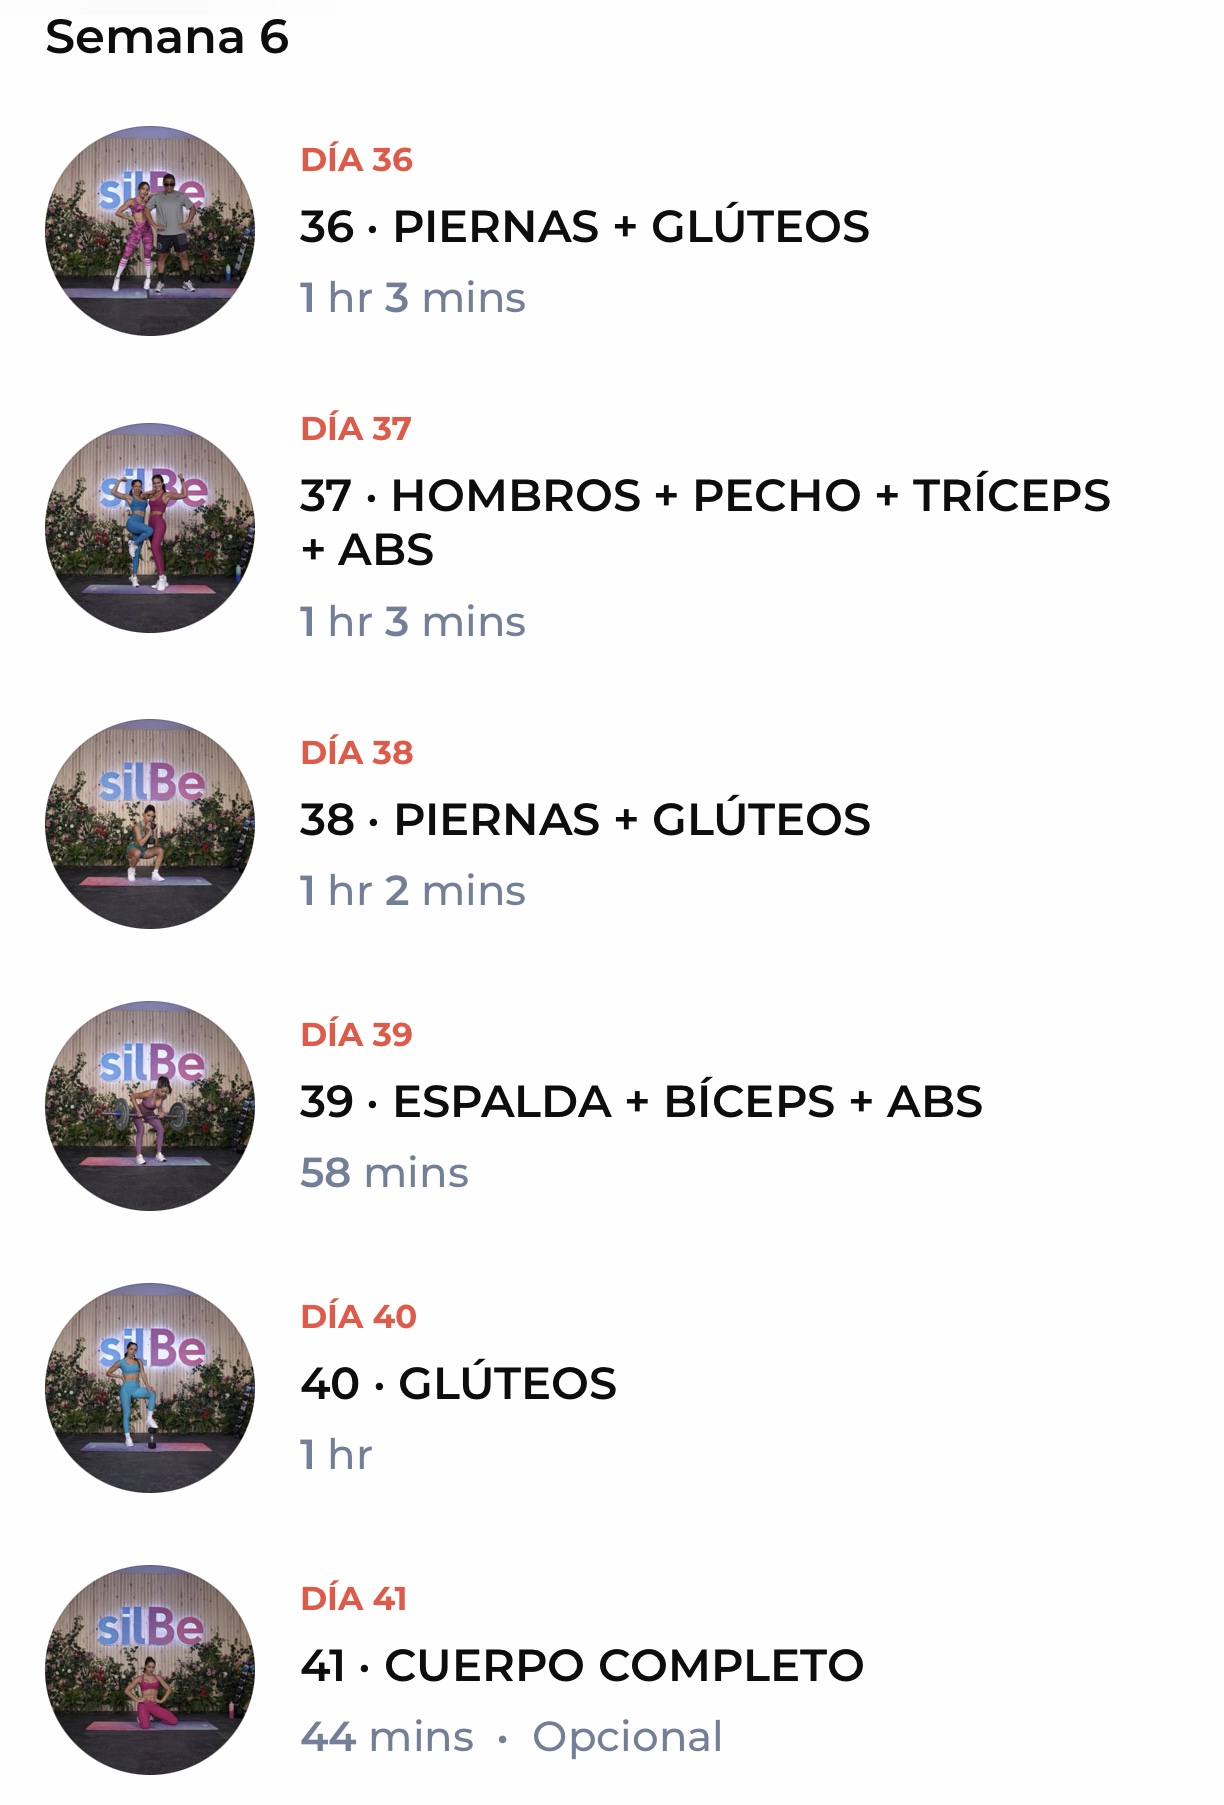 Semana 6
silBe
DÍA 36
36 · PIERNAS + GLÚTEOS
1 hr 3 mins
silBe
DÍA 37
37 · HOMBROS + PECHO + TRÍCEPS
+ ABS
1 hr 3 mins
silBe
DÍA 38
38 · PIERNAS + GLÚTEOS
1 hr 2 mins
silBe
DÍA 39
39 · ESPALDA + BÍCEPS + ABS
58 mins
silBe
DÍA 40
40 · GLÚTEOS
1 hr
silBe
DÍA 41
41 · CUERPO COMPLETO
44 mins · Opcional